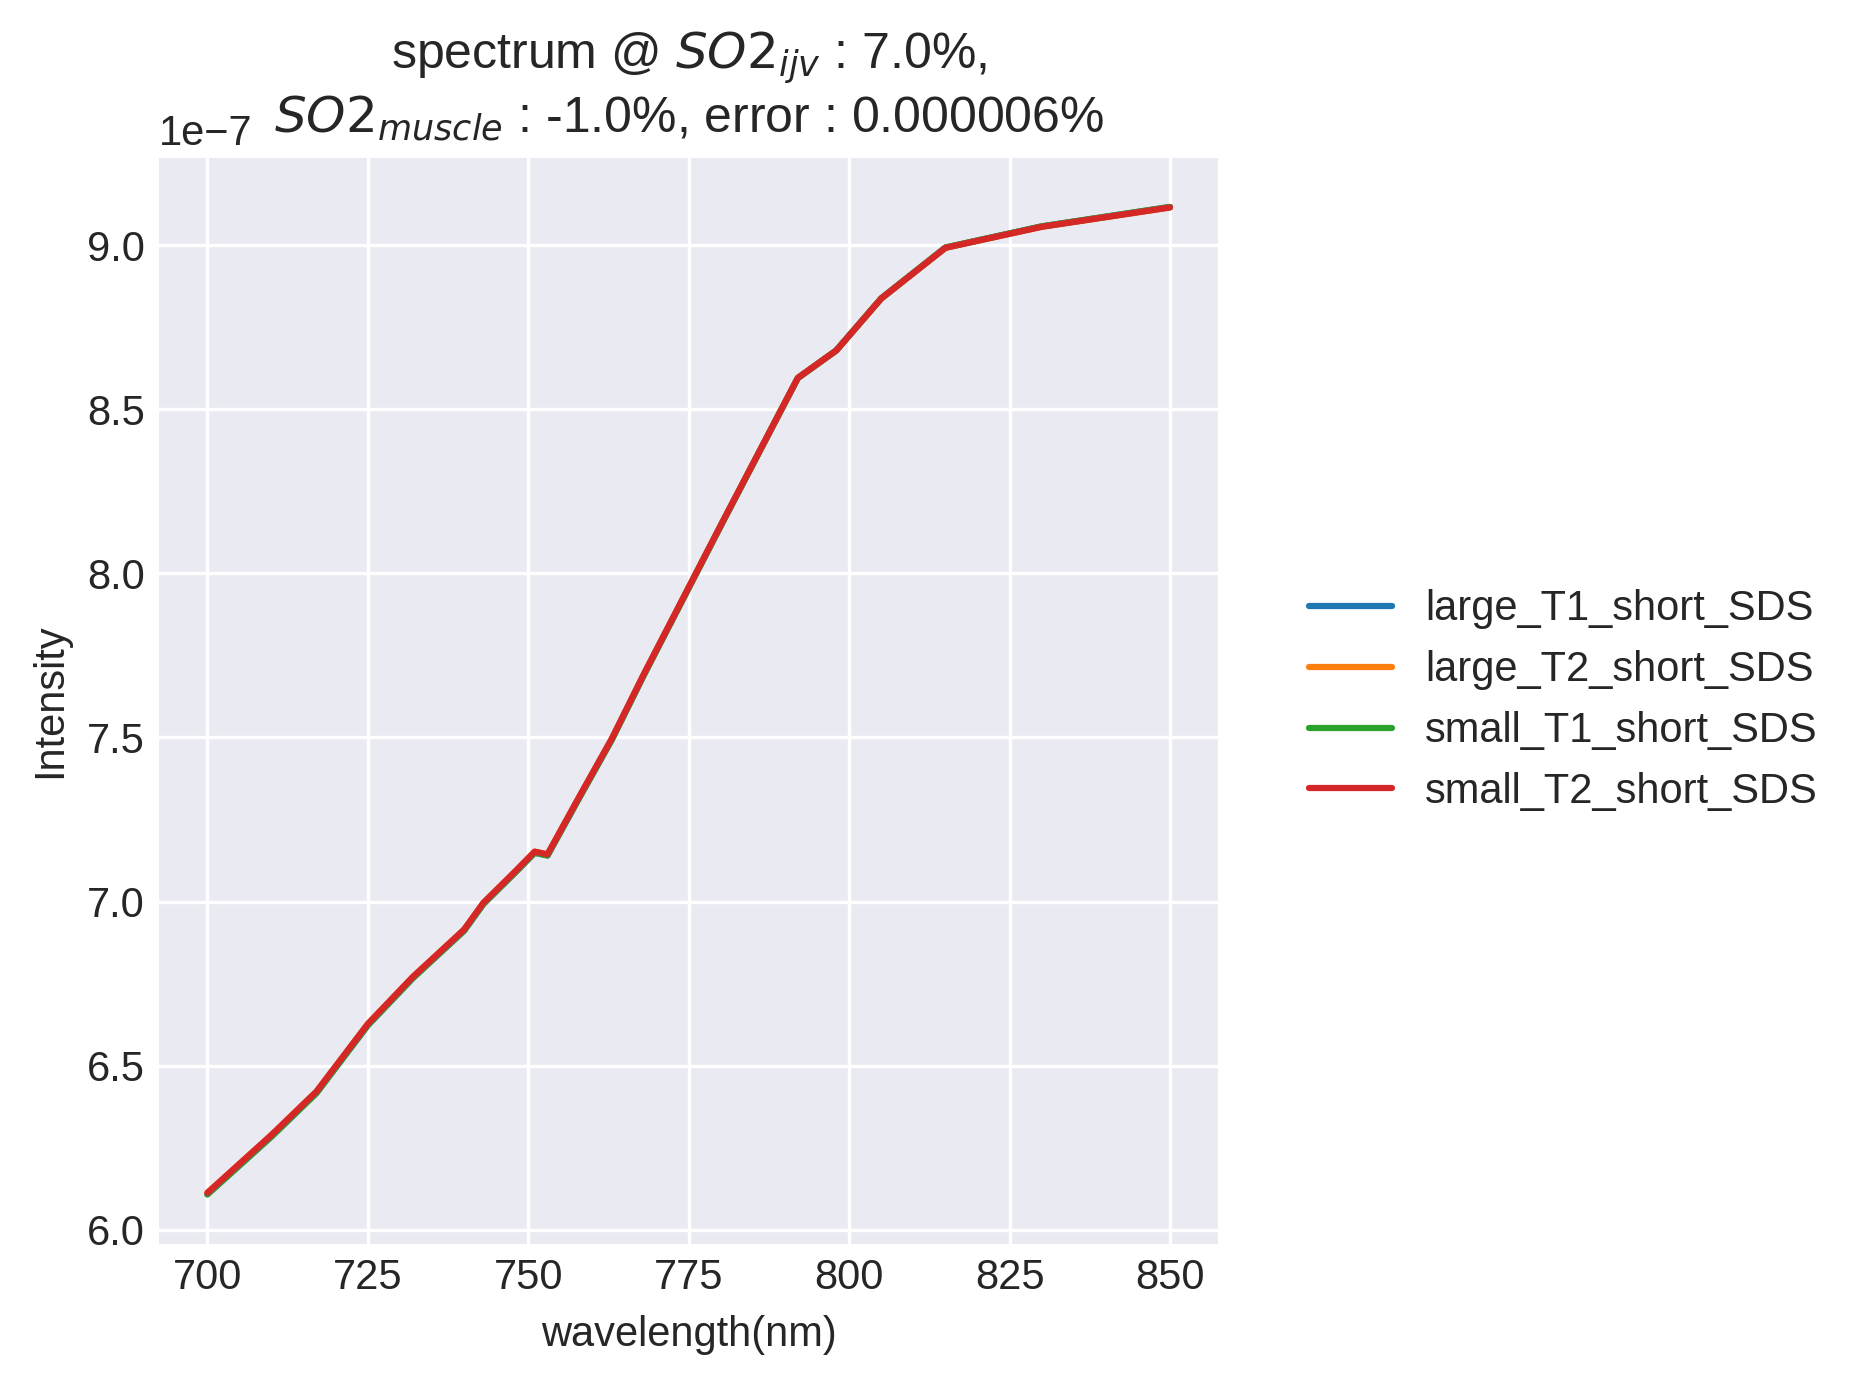 spectrum @ SO2ijv : 7.0%,
1e−7 SO2muscle : -1.0%, error : 0.000006%
9.0
8.5
8.0
7.5
7.0
6.5
6.0
Intensity
700 725 750 775 800 825 850
wavelength(nm)
large_T1_short_SDS
large_T2_short_SDS
small_T1_short_SDS
small_T2_short_SDS